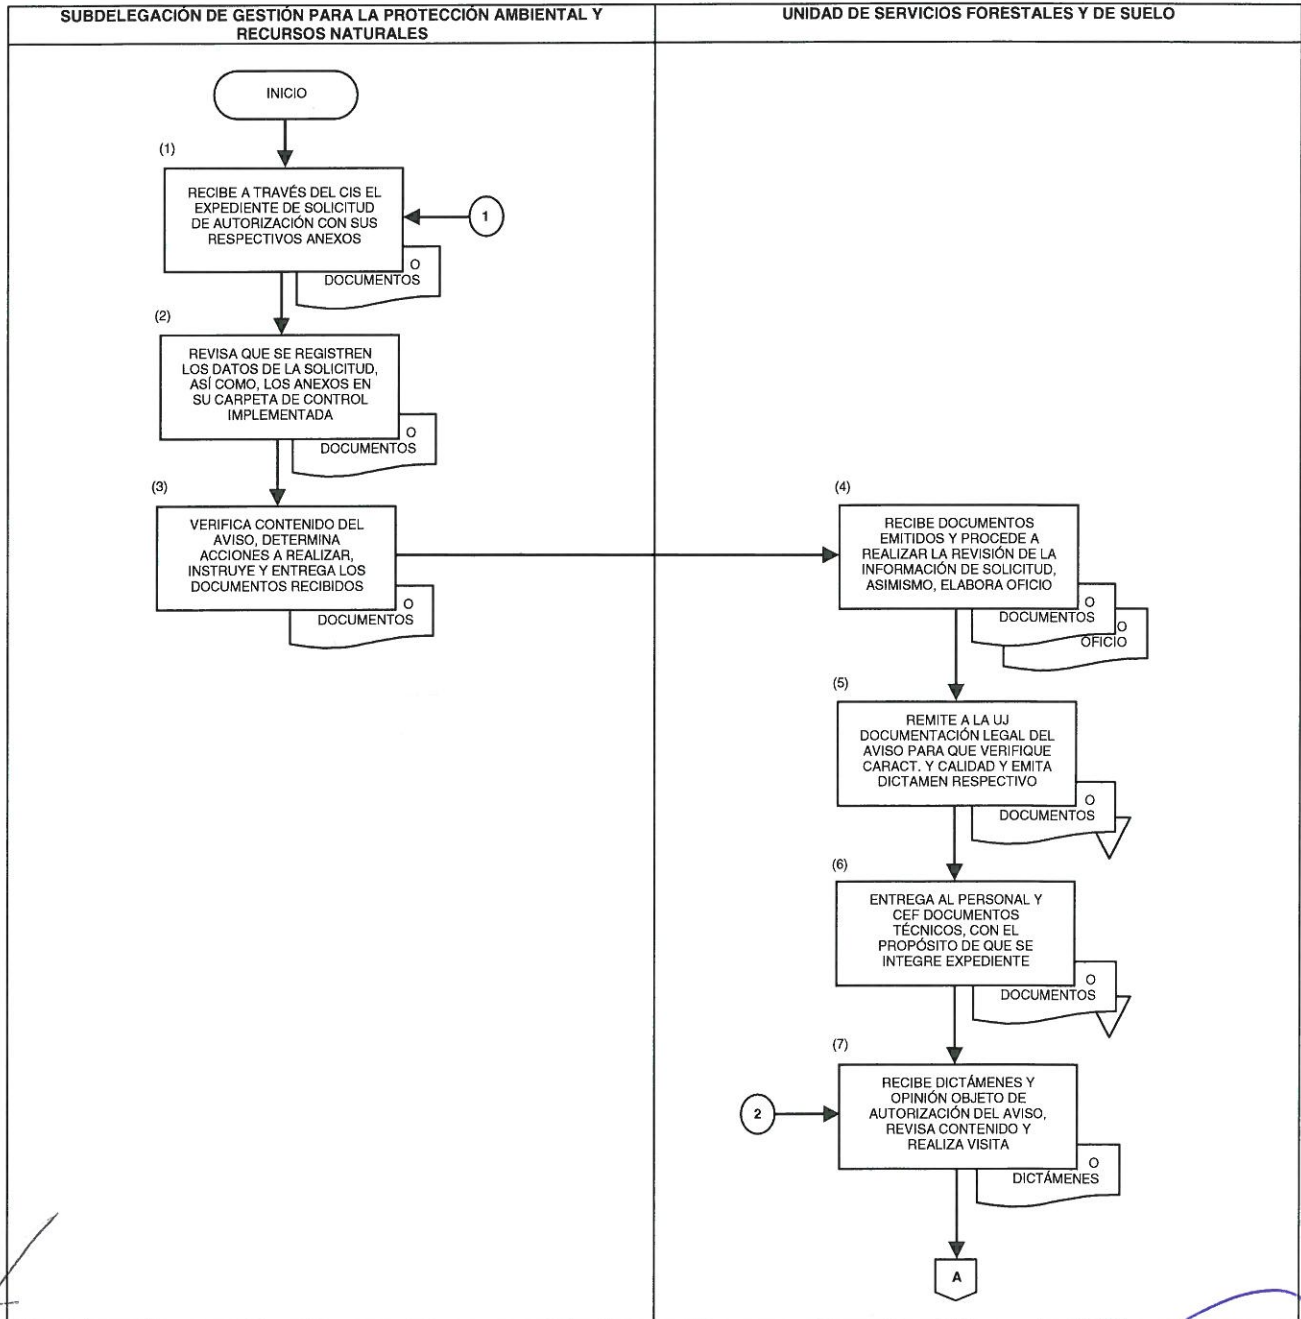 SUBDELEGACIÓN DE GESTIÓN PARA LA PROTECCIÓN AMBIENTAL Y
RECURSOS NATURALES
UNIDAD DE SERVICIOS FORESTALES Y DE SUELO
INICIO
(1)
RECIBE A TRAVÉS DEL CIS EL
EXPEDIENTE DE SOLICITUD
DE AUTORIZACIÓN CON SUS
RESPECTIVOS ANEXOS
1
O
DOCUMENTOS
(2)
REVISA QUE SE REGISTREN
LOS DATOS DE LA SOLICITUD,
ASÍ COMO, LOS ANEXOS EN
SU CARPETA DE CONTROL
IMPLEMENTADA
O
DOCUMENTOS
(3)
VERIFICA CONTENIDO DEL
AVISO, DETERMINA
ACCIONES A REALIZAR,
INSTRUYE Y ENTREGA LOS
DOCUMENTOS RECIBIDOS
O
DOCUMENTOS
(4)
RECIBE DOCUMENTOS
EMITIDOS Y PROCEDE A
REALIZAR LA REVISIÓN DE LA
INFORMACIÓN DE SOLICITUD,
ASIMISMO, ELABORA OFICIO
O
DOCUMENTOS
O
OFICIO
(5)
REMITE A LA UJ
DOCUMENTACIÓN LEGAL DEL
AVISO PARA QUE VERIFIQUE
CARACT. Y CALIDAD Y EMITA
DICTAMEN RESPECTIVO
O
DOCUMENTOS
(6)
ENTREGA AL PERSONAL Y
CEF DOCUMENTOS
TÉCNICOS, CON EL
PROPÓSITO DE QUE SE
INTEGRE EXPEDIENTE
O
DOCUMENTOS
(7)
RECIBE DICTÁMENES Y
OPINIÓN OBJETO DE
AUTORIZACIÓN DEL AVISO,
REVISA CONTENIDO Y
REALIZA VISITA
2
O
DICTÁMENES
A